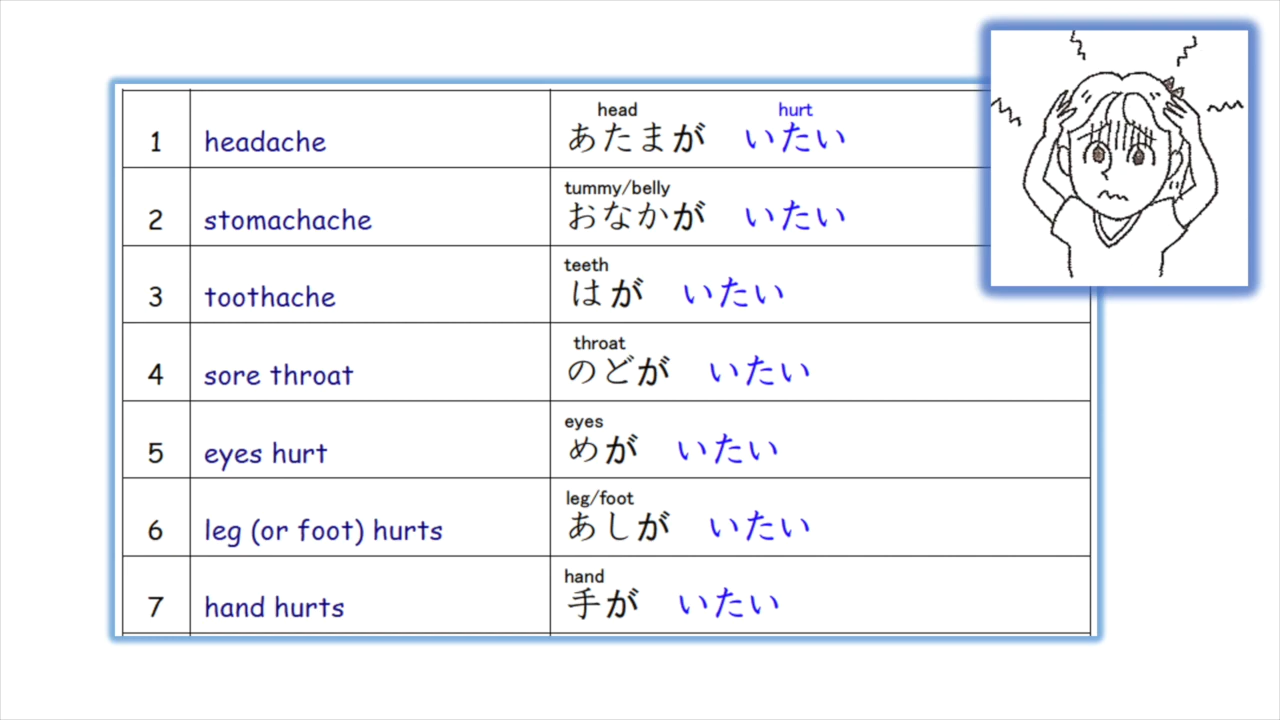 head hurt
1 headache あたまが いたい
tummy/belly
2 stomachache おなかが いたい
teeth
3 toothache はが いたい
throat
4 sore throat のどが いたい
eyes
5 eyes hurt めが いたい
leg/foot
6 leg (or foot) hurts あしが いたい
hand
7 hand hurts 手が いたい